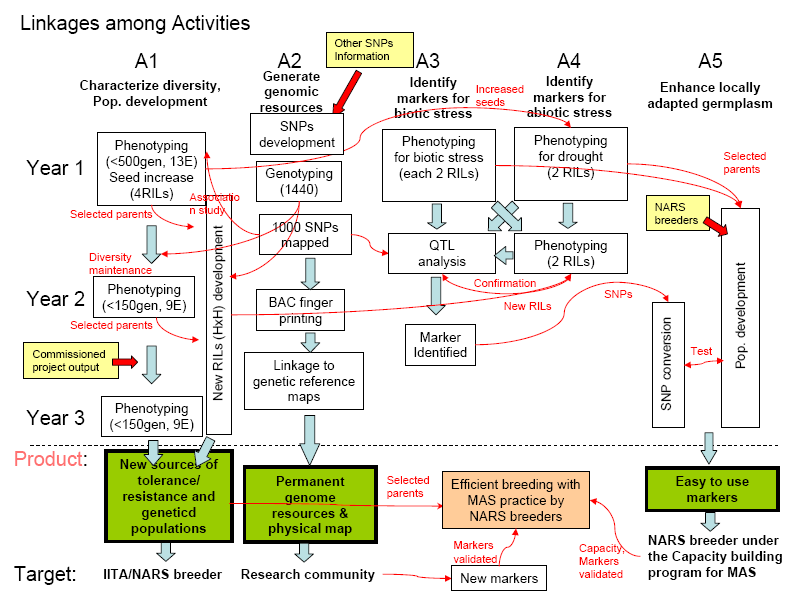 Linkages among Activities
Other SNPs
Information
A1
A2
A3
A4
A5
Characterize diversity,
Pop. development
Generate
genomic
resources
Identify
markers for
biotic stress
Identify
markers for
abiotic stress
Enhance locally
adapted germplasm
Increased
seeds
SNPs
development
Year 1
Phenotyping
(<500gen, 13E)
Seed increase
(4RILs)
Genotyping
(1440)
Phenotyping
for biotic stress
(each 2 RILs)
Phenotyping
for drought
(2 RILs)
Selected
parents
Selected parents
Associatio
n study
NARS
breeders
1000 SNPs
mapped
QTL
analysis
Phenotyping
(2 RILs)
Diversity
maintenance
New RILs (HxH) development
Confirmation
New RILs
SNPs
Year 2
Phenotyping
(<150gen, 9E)
BAC finger
printing
Selected parents
Marker
Identified
SNP conversion
Test
Pop. development
Commissioned
project output
Linkage to
genetic reference
maps
Year 3
Phenotyping
(<150gen, 9E)
Product:
New sources of
tolerance/
resistance and
geneticd
populations
Permanent
genome
resources &
physical map
Selected
parents
Efficient breeding with
MAS practice by
NARS breeders
Easy to use
markers
Markers
validated
Capacity,
Markers
validated
NARS breeder under
the Capacity building
program for MAS
Target:
IITA/NARS breeder
Research community
New markers